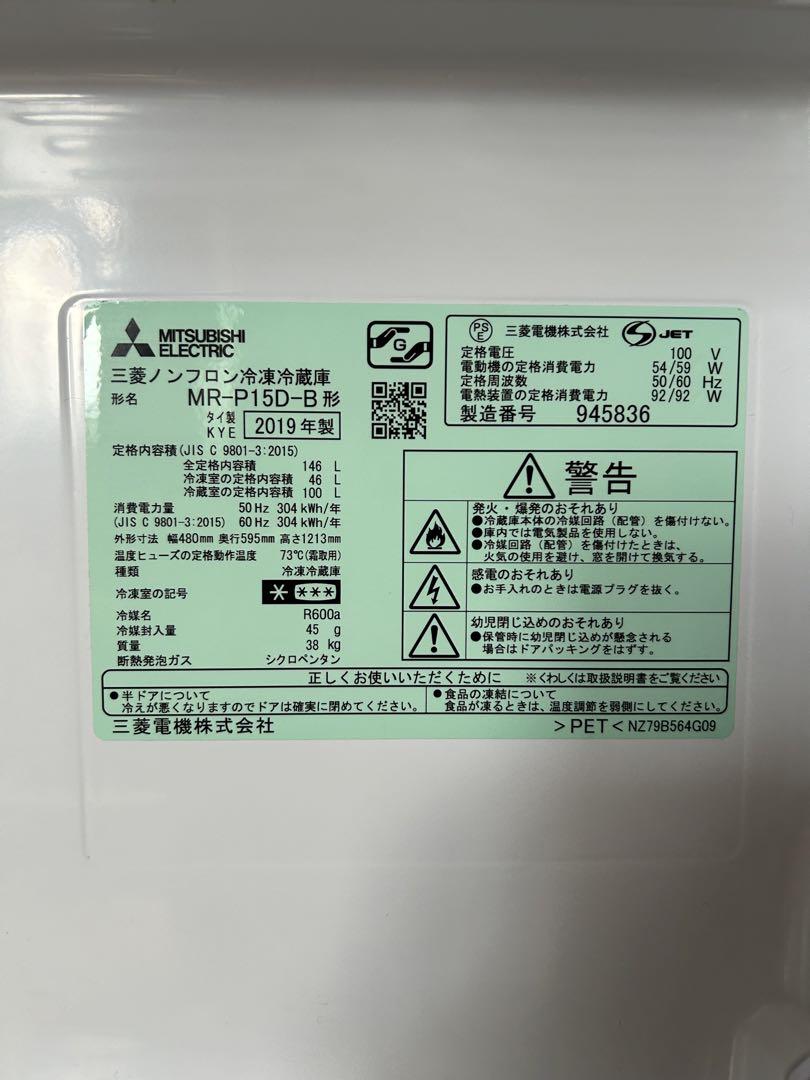 MITSUBISHI
ELECTRIC
三菱ノンフロン冷凍冷蔵庫
形名 MR-P15D-B 形
タイ製
KYE 2019年製
定格内容積(JIS C 9801-3:2015)
全定格内容積 146 L
冷凍室の定格内容積 46 L
冷蔵室の定格内容積 100 L
消費電力量 50Hz 304kWh/年
(JIS C 9801-3:2015) 60Hz 304kWh/年
外形寸法 幅480mm 奥行595mm 高さ1213mm
温度ヒューズの定格動作温度 73℃(霜取用)
種類 冷凍冷蔵庫
冷凍室の記号
冷媒名 R600a
冷媒封入量 45 g
質量 38 kg
断熱発泡ガス シクロペンタン
G
PSE 三菱電機株式会社 S JET
定格電圧 100 V
電動機の定格消費電力 54/59 W
定格周波数 50/60 Hz
電熱装置の定格消費電力 92/92 W
製造番号 945836
警告
発火・爆発のおそれあり
●冷蔵庫本体の冷媒回路(配管)を傷付けない。
●庫内では電気製品を使用しない。
●冷媒回路(配管)を傷付けたときは、
火気の使用を避け、窓を開けて換気する。
感電のおそれあり
●お手入れのときは電源プラグを抜く。
幼児閉じ込めのおそれあり
●保管時に幼児閉じ込めが懸念される
場合はドアパッキングをはずす。
正しくお使いいただくために ※くわしくは取扱説明書をご覧ください
●半ドアについて
冷えが悪くなりますのでドアは確実に閉めてください。
●食品の凍結について
食品が凍るときは、温度調節を弱側にしてください。
三菱電機株式会社 >PET< NZ79B564G09